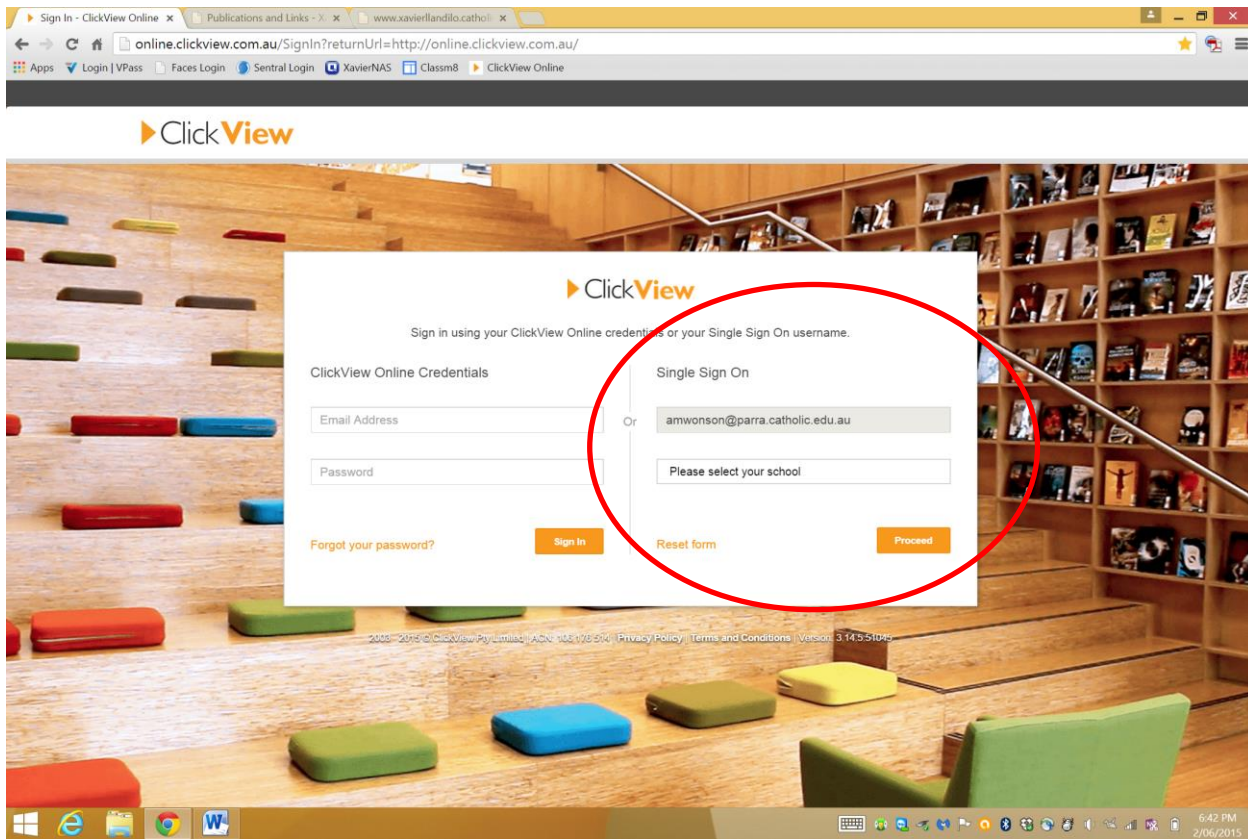 Sign In - ClickView Online
Publications and Links - X
www.xavierllandilo.cathol
online.clickview.com.au/SignIn?returnUrl=http://online.clickview.com.au/
Apps Login | VPass Faces Login Sentral Login XavierNAS Classm8 ClickView Online
ClickView
ClickView
Sign in using your ClickView Online credentials or your Single Sign On username.
ClickView Online Credentials
Email Address
Password
Forgot your password?
Sign In
Or
Single Sign On
amwonson@parra.catholic.edu.au
Please select your school
Reset form
Proceed
2003 - 2015 © ClickView Pty Limited | ACN: 106 176 514 | Privacy Policy | Terms and Conditions | Version: 3.14.5.51045
6:42 PM
2/06/2015